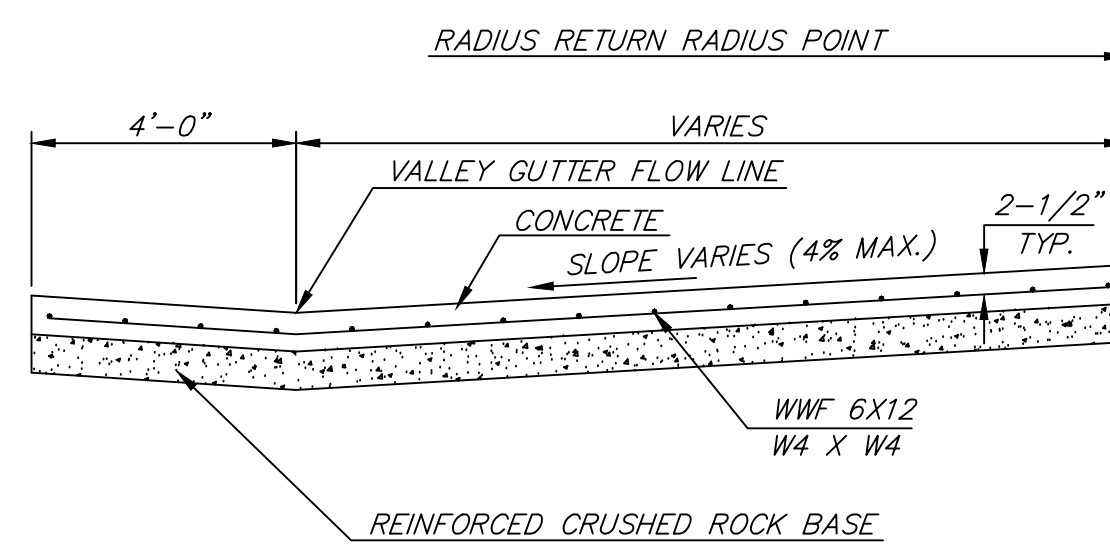 RADIUS RETURN RADIUS POINT
4'-0"
VARIES
VALLEY GUTTER FLOW LINE
CONCRETE
2-1/2"
TYP.
SLOPE VARIES (4% MAX.)
WWF 6X12
W4 X W4
REINFORCED CRUSHED ROCK BASE